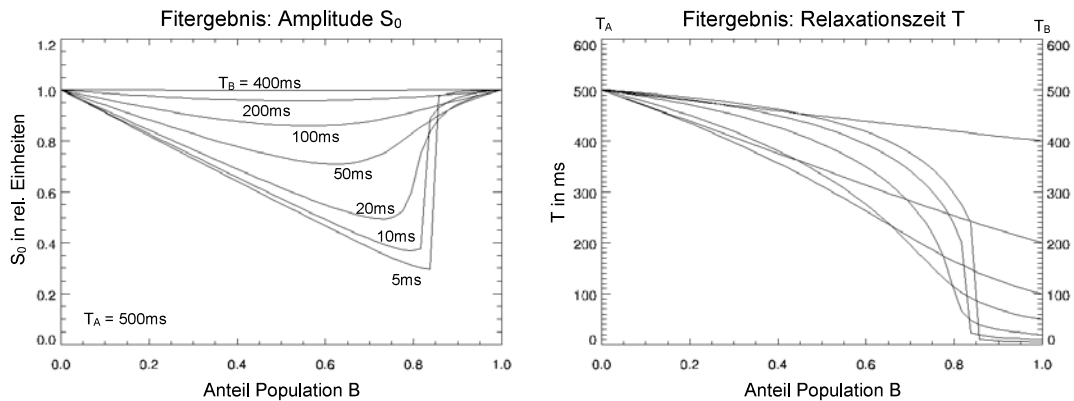 Fitergebnis: Amplitude S₀
1.2
1.0
0.8
0.6
0.4
0.2
0.0
S₀ in rel. Einheiten
T_B = 400ms
200ms
100ms
50ms
20ms
10ms
5ms
T_A = 500ms
0.0 0.2 0.4 0.6 0.8 1.0
Anteil Population B
Fitergebnis: Relaxationszeit T
T_A
T_B
600
500
400
300
200
100
0
T in ms
600
500
400
300
200
100
0
0.0 0.2 0.4 0.6 0.8 1.0
Anteil Population B